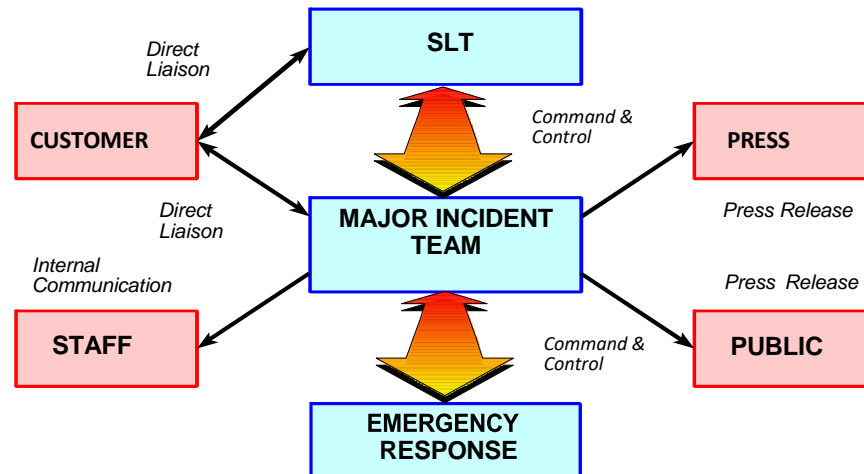 SLT
Direct
Liaison
Command &
Control
CUSTOMER
PRESS
Direct
Liaison
MAJOR INCIDENT
TEAM
Press Release
Internal
Communication
Press Release
STAFF
Command &
Control
PUBLIC
EMERGENCY
RESPONSE